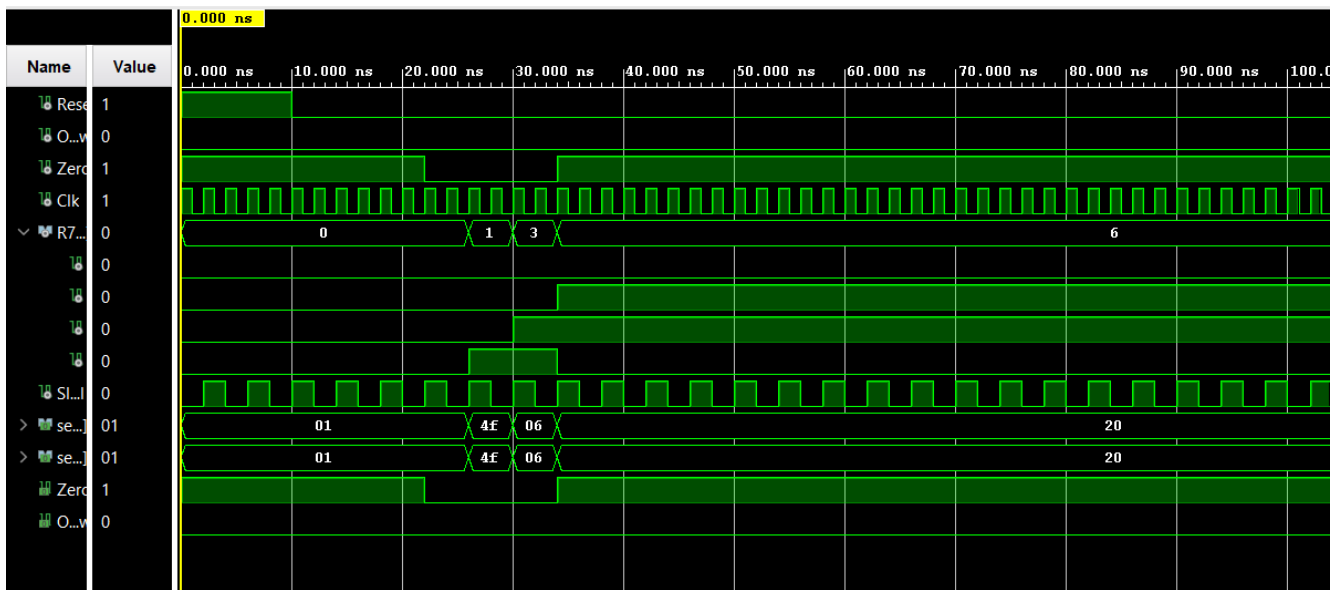 0.000 ns
Name Value 0.000 ns 10.000 ns 20.000 ns 30.000 ns 40.000 ns 50.000 ns 60.000 ns 70.000 ns 80.000 ns 90.000 ns 100.0
Rese 1
O...w 0
Zero 1
Clk 1
R7... 0 0 1 3 6
0
0
0
0
Sl...l 0
se...] 01 01 4f 06 20
se...] 01 01 4f 06 20
Zero 1
O...w 0